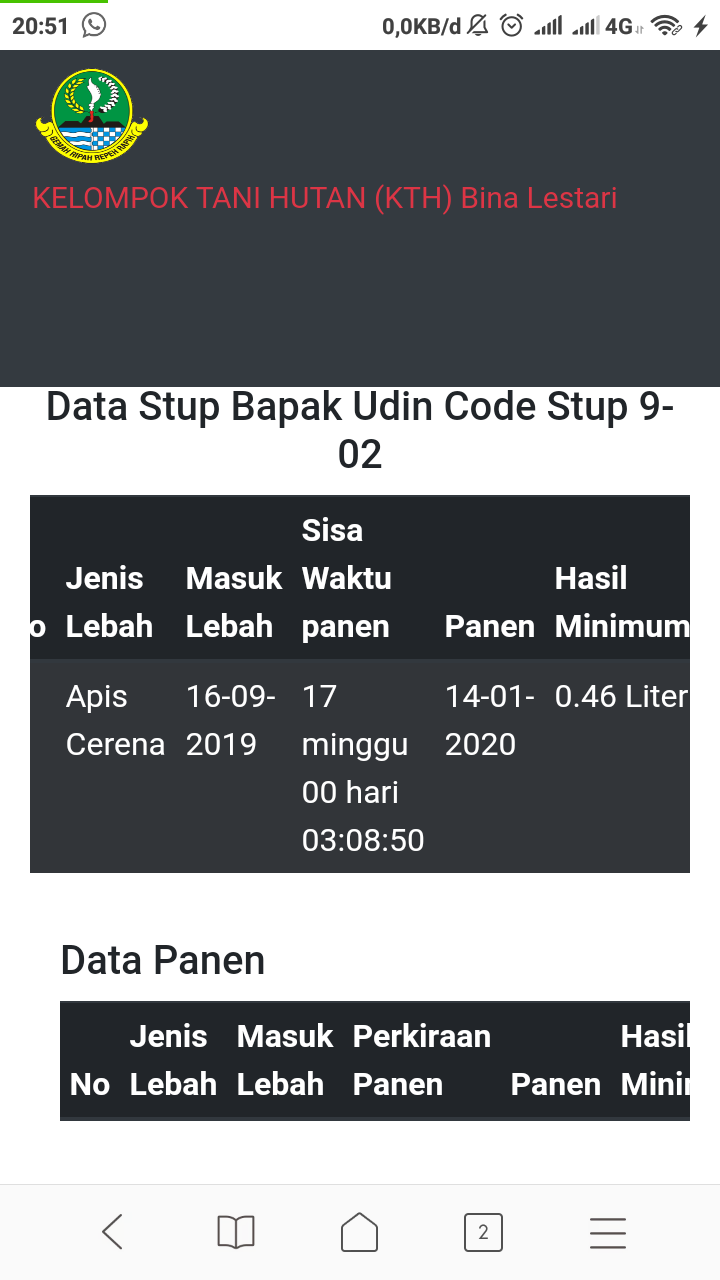 20:51 0,0KB/d 4G
GEMAH RIPAH REPEH RAPIH
KELOMPOK TANI HUTAN (KTH) Bina Lestari
Data Stup Bapak Udin Code Stup 9-
02
Sisa
Jenis Masuk Waktu Hasil
o Lebah Lebah panen Panen Minimum
Apis 16-09- 17 14-01- 0.46 Liter
Cerena 2019 minggu 2020
00 hari
03:08:50
Data Panen
Jenis Masuk Perkiraan Hasil
No Lebah Lebah Panen Panen Minin
2